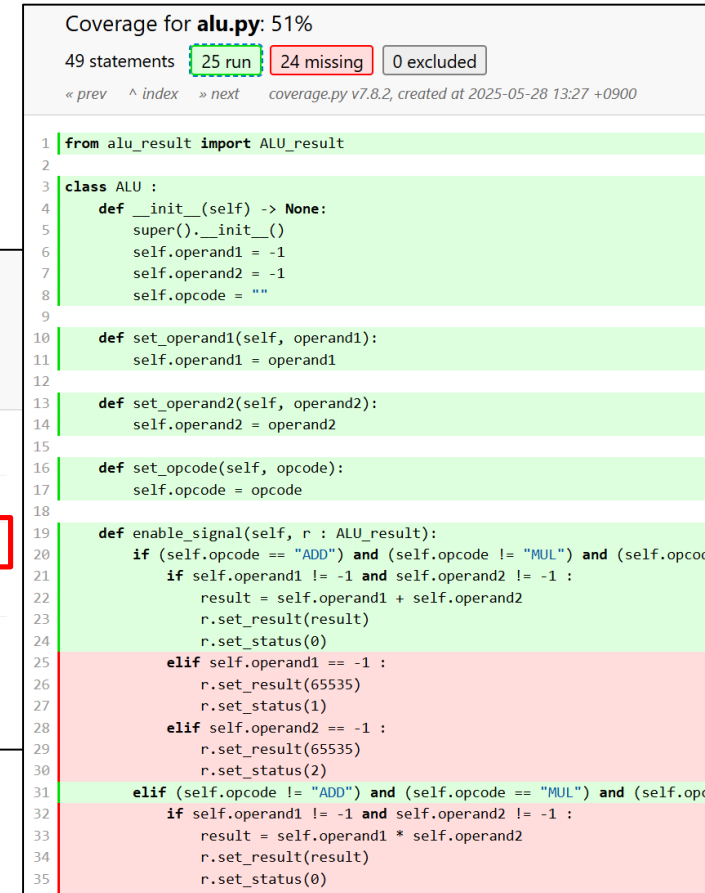 Coverage for alu.py: 51%
49 statements 25 run 24 missing 0 excluded
« prev ^ index » next coverage.py v7.8.2, created at 2025-05-28 13:27 +0900
1 from alu_result import ALU_result
2
3 class ALU :
4     def __init__(self) -> None:
5         super().__init__()
6         self.operand1 = -1
7         self.operand2 = -1
8         self.opcode = ""
9
10     def set_operand1(self, operand1):
11         self.operand1 = operand1
12
13     def set_operand2(self, operand2):
14         self.operand2 = operand2
15
16     def set_opcode(self, opcode):
17         self.opcode = opcode
18
19     def enable_signal(self, r : ALU_result):
20         if (self.opcode == "ADD") and (self.opcode != "MUL") and (self.opco
21             if self.operand1 != -1 and self.operand2 != -1 :
22                 result = self.operand1 + self.operand2
23                 r.set_result(result)
24                 r.set_status(0)
25             elif self.operand1 == -1 :
26                 r.set_result(65535)
27                 r.set_status(1)
28             elif self.operand2 == -1 :
29                 r.set_result(65535)
30                 r.set_status(2)
31         elif (self.opcode != "ADD") and (self.opcode == "MUL") and (self.op
32             if self.operand1 != -1 and self.operand2 != -1 :
33                 result = self.operand1 * self.operand2
34                 r.set_result(result)
35                 r.set_status(0)